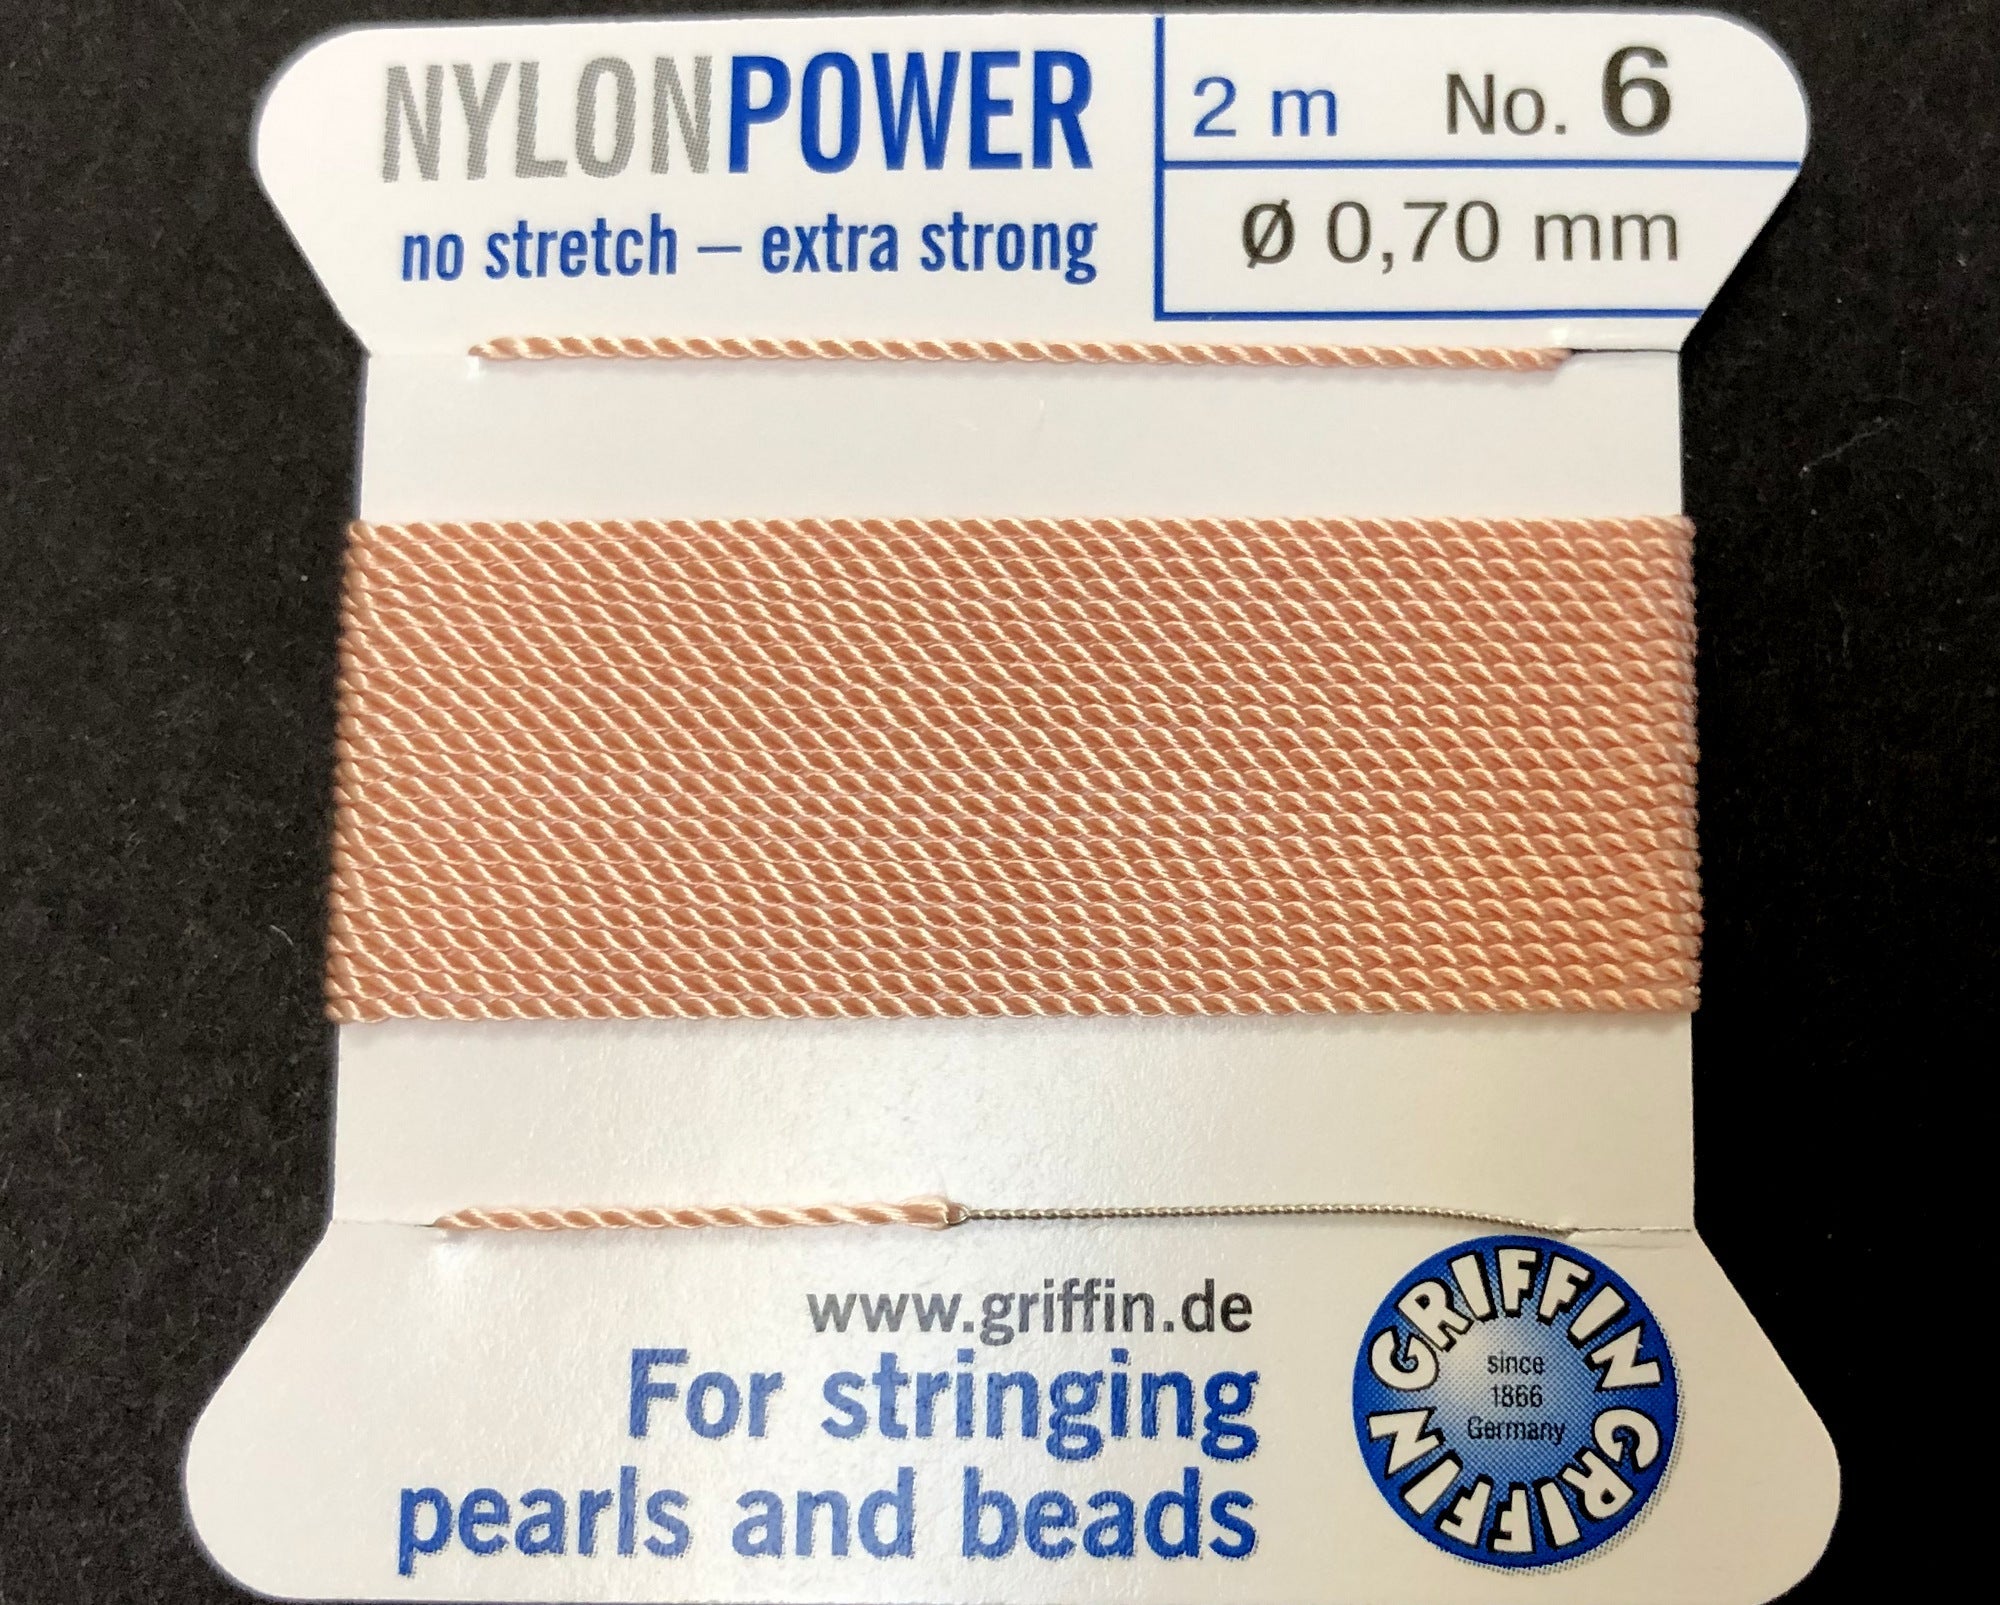 NYLONPOWER
no stretch – extra strong
2 m No. 6
Ø 0,70 mm
www.griffin.de
For stringing
pearls and beads
GRIFFIN GRIFFIN
since
1866
Germany